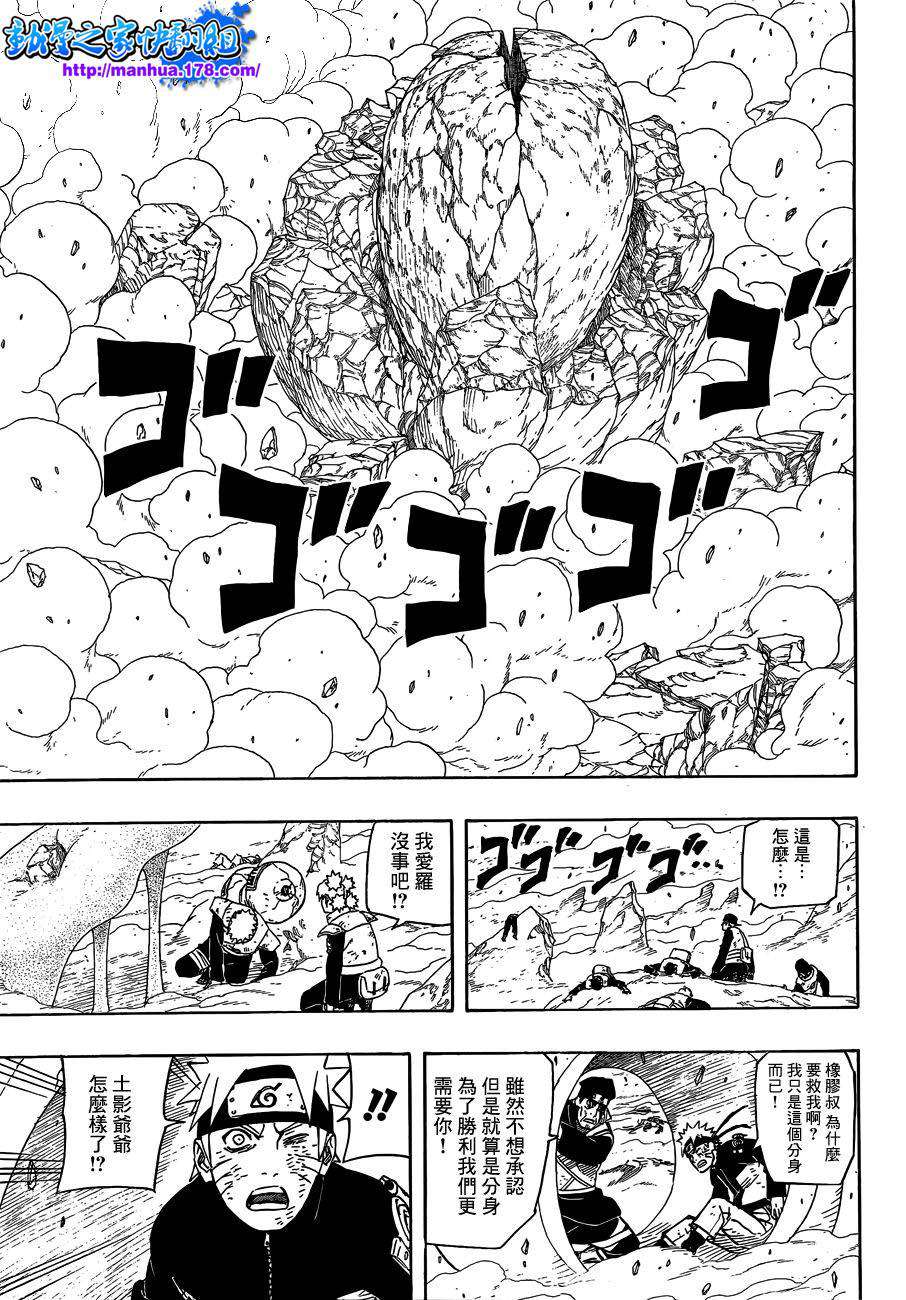 動漫之家快翻組
http://manhua.178.com/
ゴ゛
ゴ゛
ゴ゛
ゴ゛
ゴ゛
這是…
怎麼…!?
ゴ゛ゴ゛ゴ゛ゴ゛…
我愛羅
沒事吧!?
橡膠叔 為什麼
要救我啊?
我只是這個分身
而已!
雖然不想承認
但是就算是分身
為了勝利我們更
需要你!
!!
土影爺爺
怎麼樣了!?